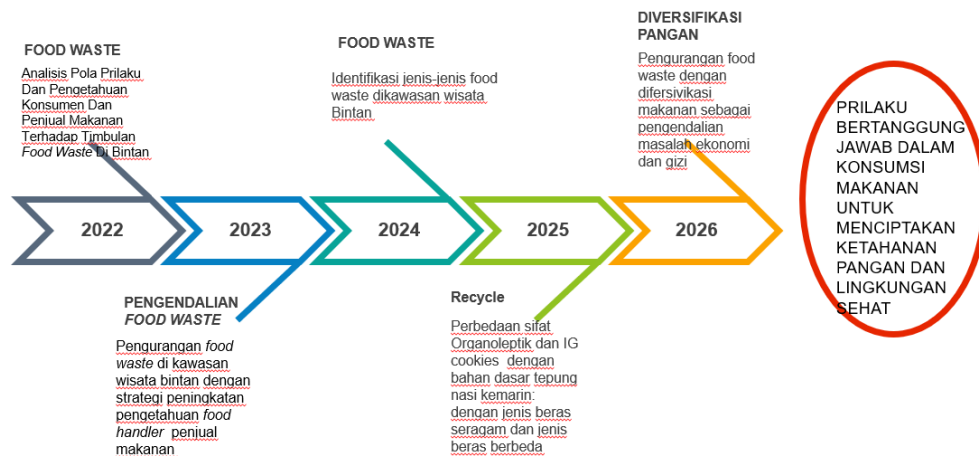 FOOD WASTE
Analisis Pola Prilaku
Dan Pengetahuan
Konsumen Dan
Penjual Makanan
Terhadap Timbulan
Food Waste Di Bintan
FOOD WASTE
Identifikasi jenis-jenis food
waste dikawasan wisata
Bintan
DIVERSIFIKASI
PANGAN
Pengurangan food
waste dengan
difersivikasi
makanan sebagai
pengendalian
masalah ekonomi
dan gizi
2022
2023
2024
2025
2026
PENGENDALIAN
FOOD WASTE
Pengurangan food
waste di kawasan
wisata bintan dengan
strategi peningkatan
pengetahuan food
handler penjual
makanan
Recycle
Perbedaan sifat
Organoleptik dan IG
cookies dengan
bahan dasar tepung
nasi kemarin:
dengan jenis beras
seragam dan jenis
beras berbeda
PRILAKU
BERTANGGUNG
JAWAB DALAM
KONSUMSI
MAKANAN
UNTUK
MENCIPTAKAN
KETAHANAN
PANGAN DAN
LINGKUNGAN
SEHAT